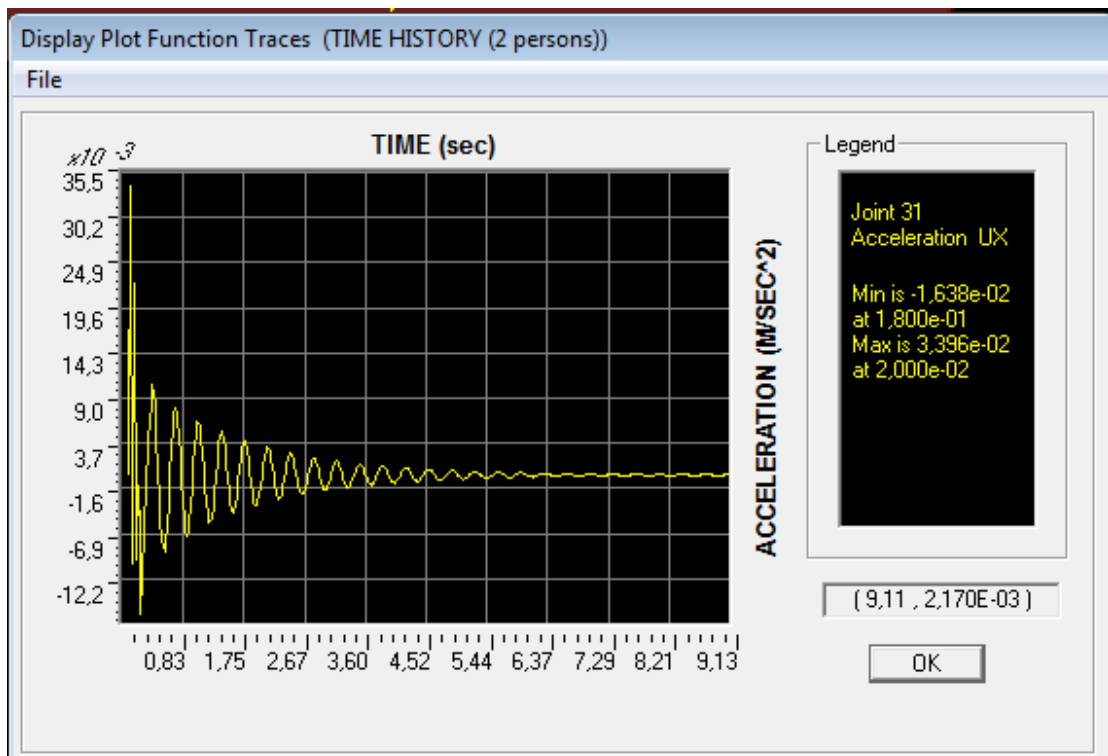 Display Plot Function Traces (TIME HISTORY (2 persons))
File
TIME (sec)
x10 -3
35,5
30,2
24,9
19,6
14,3
9,0
3,7
-1,6
-6,9
-12,2
0,83 1,75 2,67 3,60 4,52 5,44 6,37 7,29 8,21 9,13
ACCELERATION (M/SEC^2)
Legend
Joint 31
Acceleration UX
Min is -1,638e-02
at 1,800e-01
Max is 3,396e-02
at 2,000e-02
( 9,11 , 2,170E-03 )
OK